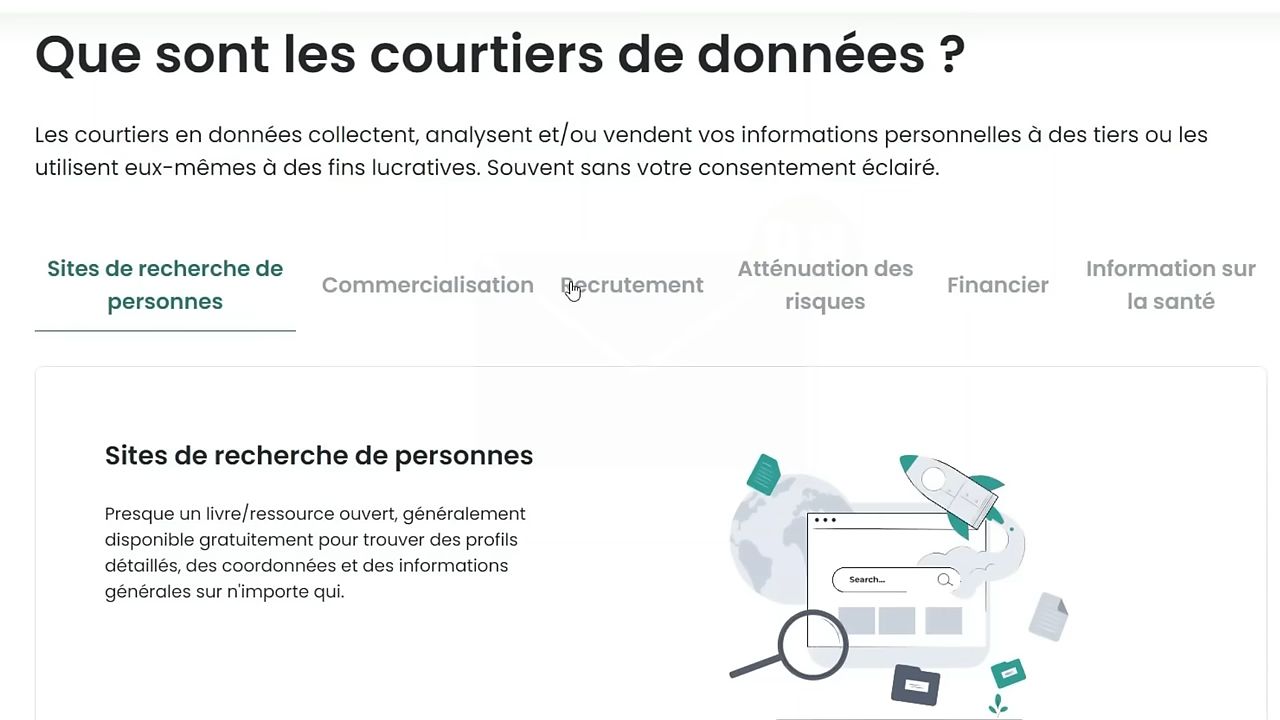 Que sont les courtiers de données ?
Les courtiers en données collectent, analysent et/ou vendent vos informations personnelles à des tiers ou les
utilisent eux-mêmes à des fins lucratives. Souvent sans votre consentement éclairé.
Sites de recherche de
personnes
Commercialisation
Recrutement
Atténuation des
risques
Financier
Information sur
la santé
Sites de recherche de personnes
Presque un livre/ressource ouvert, généralement
disponible gratuitement pour trouver des profils
détaillés, des coordonnées et des informations
générales sur n'importe qui.
Search...